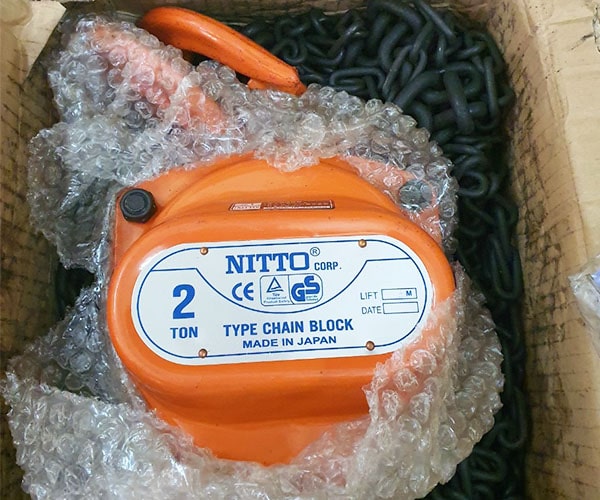 NITTO® CORP.
CE GS
2
TON
LIFT M
DATE
TYPE CHAIN BLOCK
MADE IN JAPAN